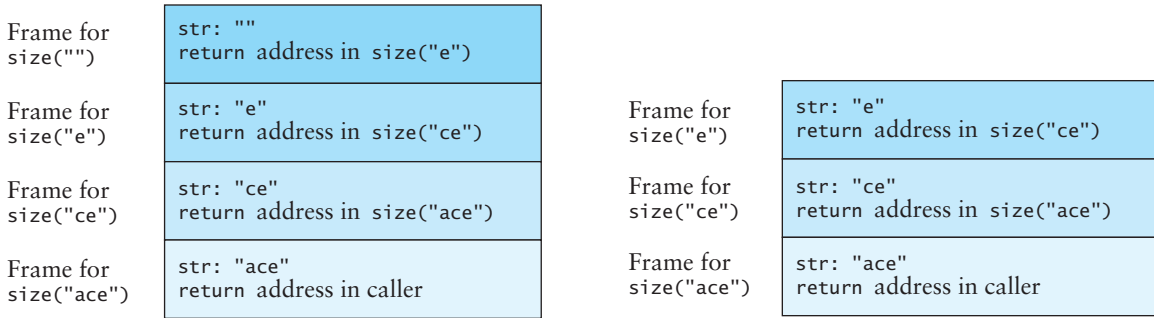 Frame for
size("")
str: ""
return address in size("e")
Frame for
size("e")
str: "e"
return address in size("ce")
Frame for
size("ce")
str: "ce"
return address in size("ace")
Frame for
size("ace")
str: "ace"
return address in caller
Frame for
size("e")
str: "e"
return address in size("ce")
Frame for
size("ce")
str: "ce"
return address in size("ace")
Frame for
size("ace")
str: "ace"
return address in caller